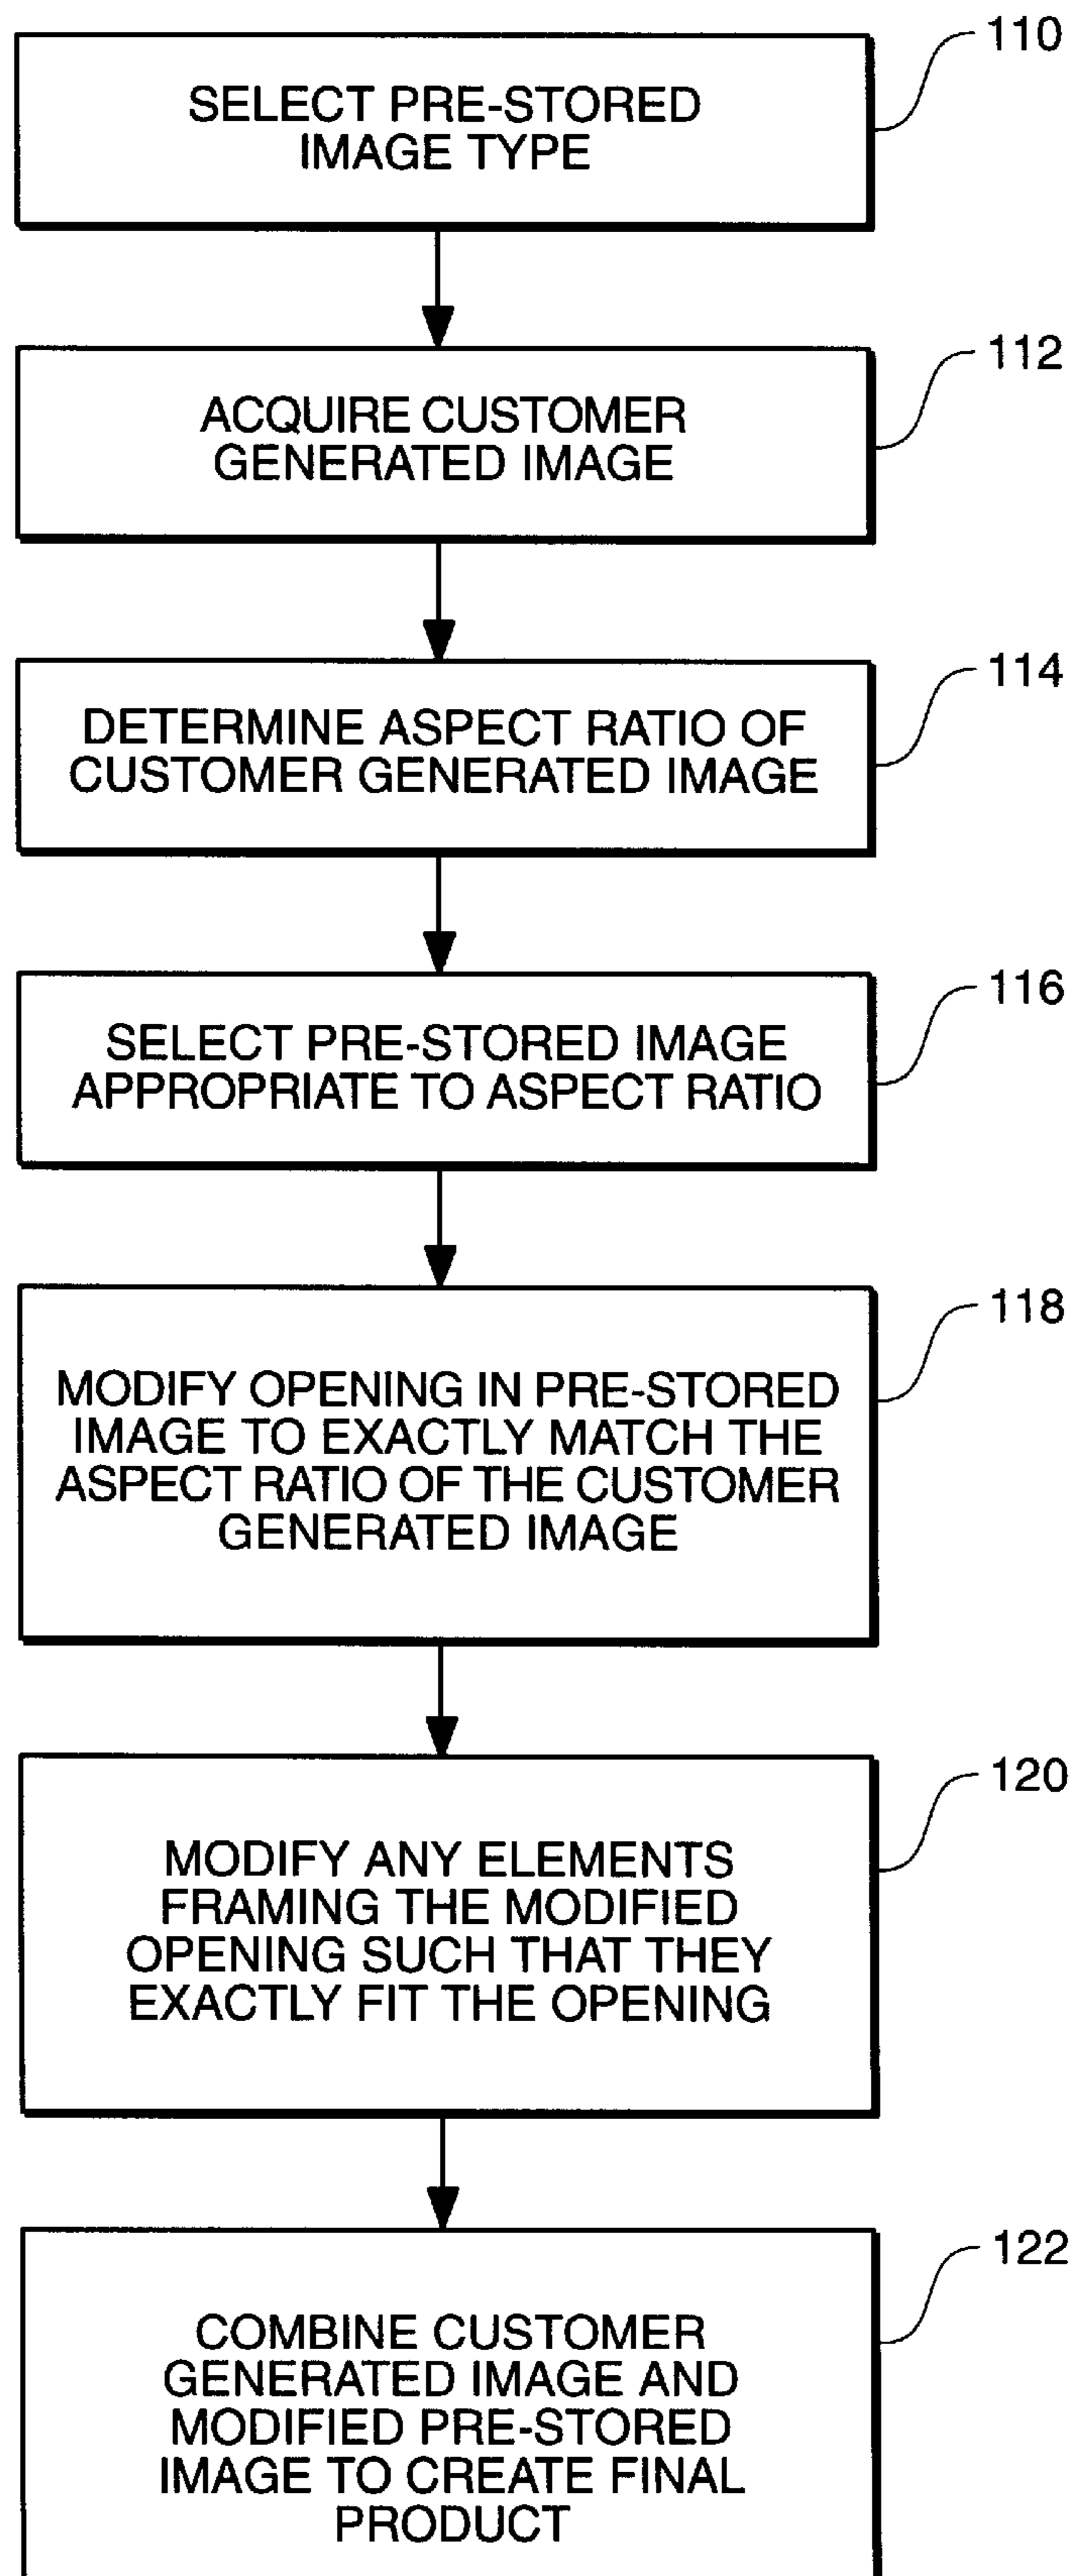 110
SELECT PRE-STORED
IMAGE TYPE
112
ACQUIRE CUSTOMER
GENERATED IMAGE
114
DETERMINE ASPECT RATIO OF
CUSTOMER GENERATED IMAGE
116
SELECT PRE-STORED IMAGE
APPROPRIATE TO ASPECT RATIO
118
MODIFY OPENING IN PRE-STORED
IMAGE TO EXACTLY MATCH THE
ASPECT RATIO OF THE CUSTOMER
GENERATED IMAGE
120
MODIFY ANY ELEMENTS
FRAMING THE MODIFIED
OPENING SUCH THAT THEY
EXACTLY FIT THE OPENING
122
COMBINE CUSTOMER
GENERATED IMAGE AND
MODIFIED PRE-STORED
IMAGE TO CREATE FINAL
PRODUCT